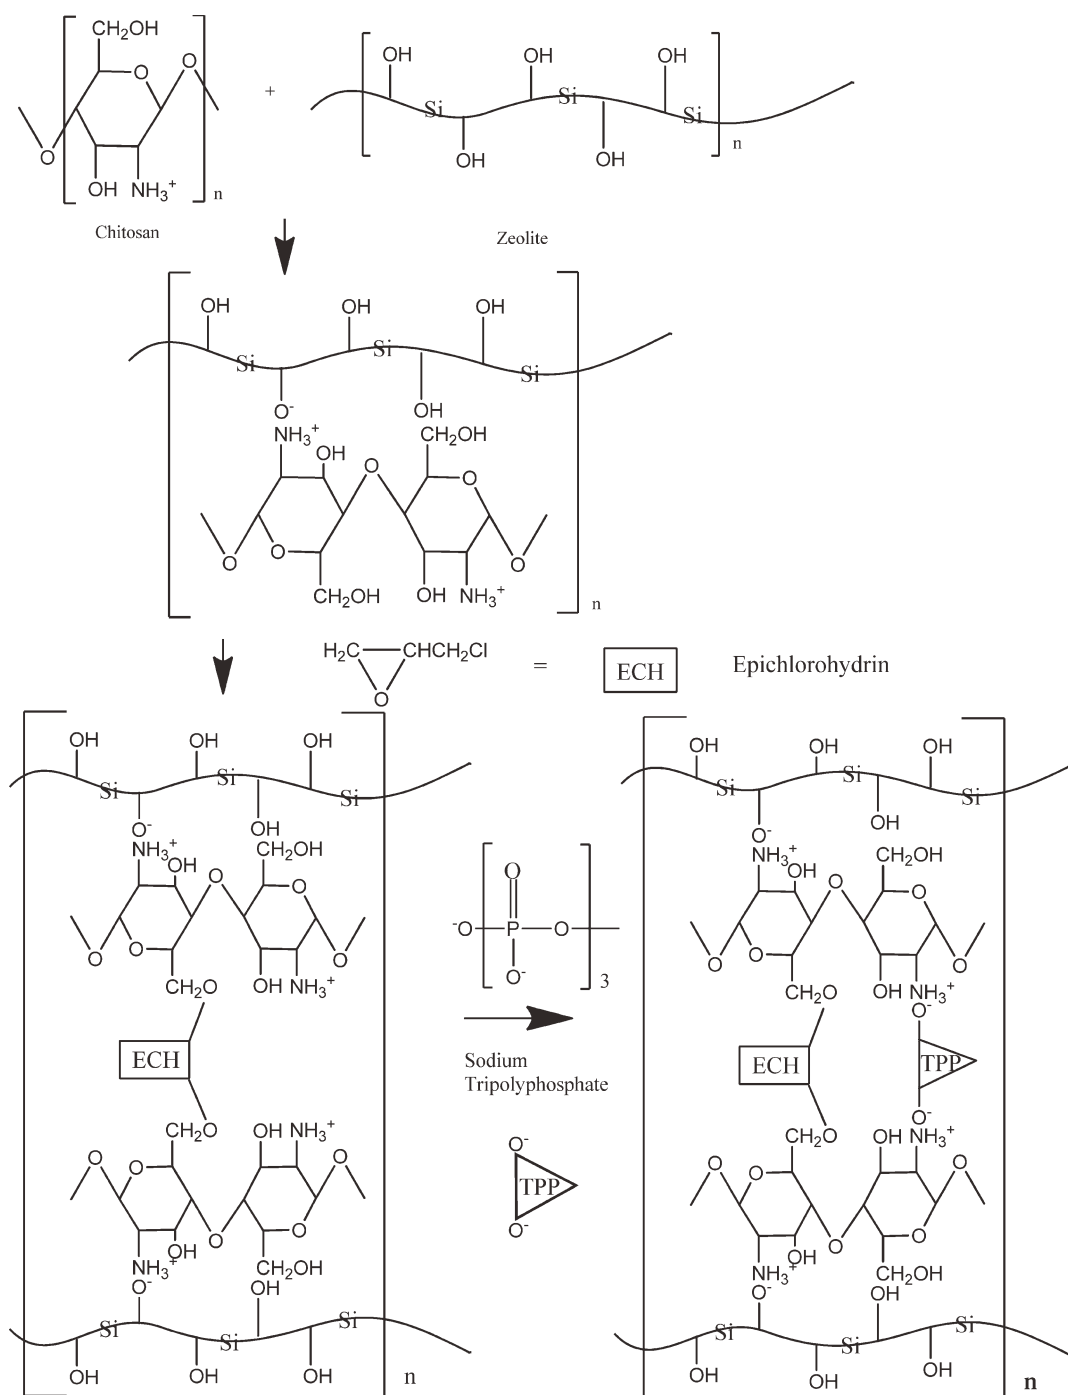 CH2OH
O
O
+
O
OH
NH3+
n
Chitosan
OH
OH
OH
Si
Si
Si
OH
OH
n
Zeolite
OH
OH
OH
Si
Si
Si
O-
OH
NH3+
OH
CH2OH
O
O
O
O
O
CH2OH
OH
NH3+
n
H2C
CHCH2Cl
O
=
ECH
Epichlorohydrin
OH
OH
OH
Si
Si
Si
O-
OH
NH3+
OH
CH2OH
O
O
O
O
O
CH2O
OH
NH3+
ECH
CH2O
OH
NH3+
O
O
O
O
O
NH3+
OH
CH2OH
O-
OH
Si
Si
Si
OH
OH
OH
n
O
-O
P
O
O-
3
Sodium
Tripolyphosphate
O-
TPP
O-
OH
OH
OH
Si
Si
Si
O-
OH
NH3+
OH
CH2OH
O
O
O
O
O
CH2O
OH
NH3+
O-
ECH
TPP
O-
CH2O
OH
NH3+
O
O
O
O
O
NH3+
OH
CH2OH
O-
OH
Si
Si
Si
OH
OH
OH
n